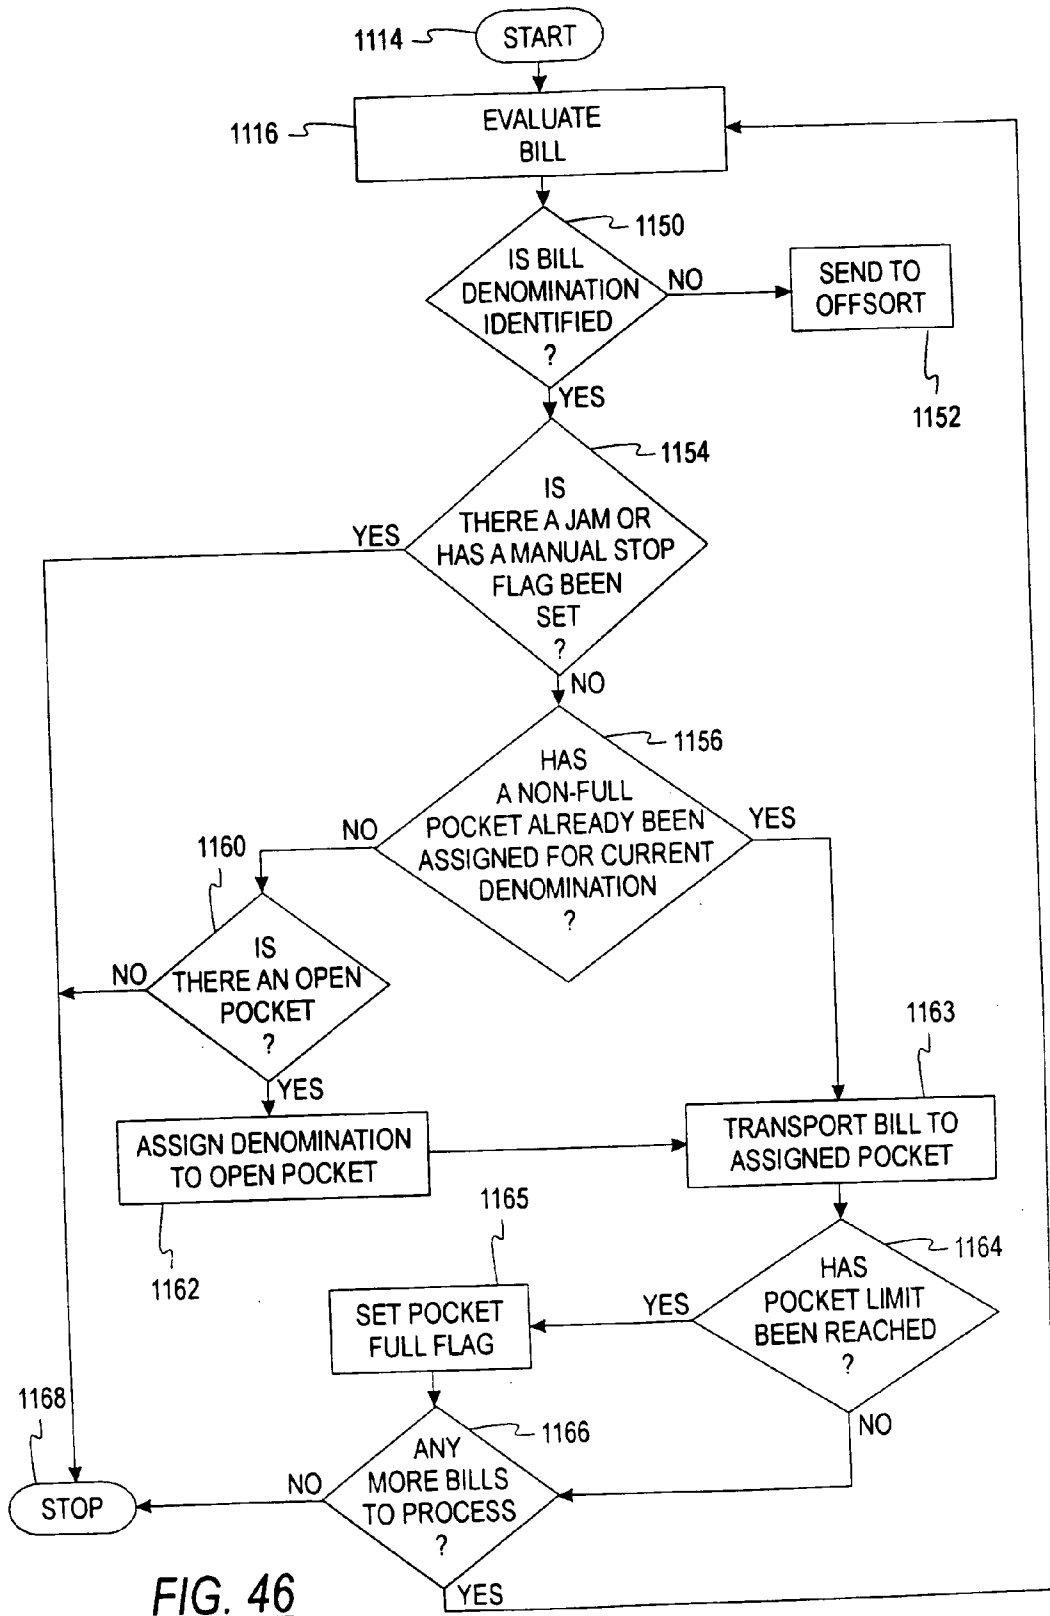 1114
START
1116
EVALUATE
BILL
1150
IS BILL
DENOMINATION
IDENTIFIED
?
NO
SEND TO
OFFSORT
1152
YES
1154
IS
THERE A JAM OR
HAS A MANUAL STOP
FLAG BEEN
SET
?
YES
NO
1156
HAS
A NON-FULL
POCKET ALREADY BEEN
ASSIGNED FOR CURRENT
DENOMINATION
?
NO
YES
1160
IS
THERE AN OPEN
POCKET
?
NO
YES
1163
ASSIGN DENOMINATION
TO OPEN POCKET
1162
TRANSPORT BILL TO
ASSIGNED POCKET
1165
1164
HAS
POCKET LIMIT
BEEN REACHED
?
YES
NO
SET POCKET
FULL FLAG
1166
ANY
MORE BILLS
TO PROCESS
?
NO
YES
1168
STOP
FIG. 46